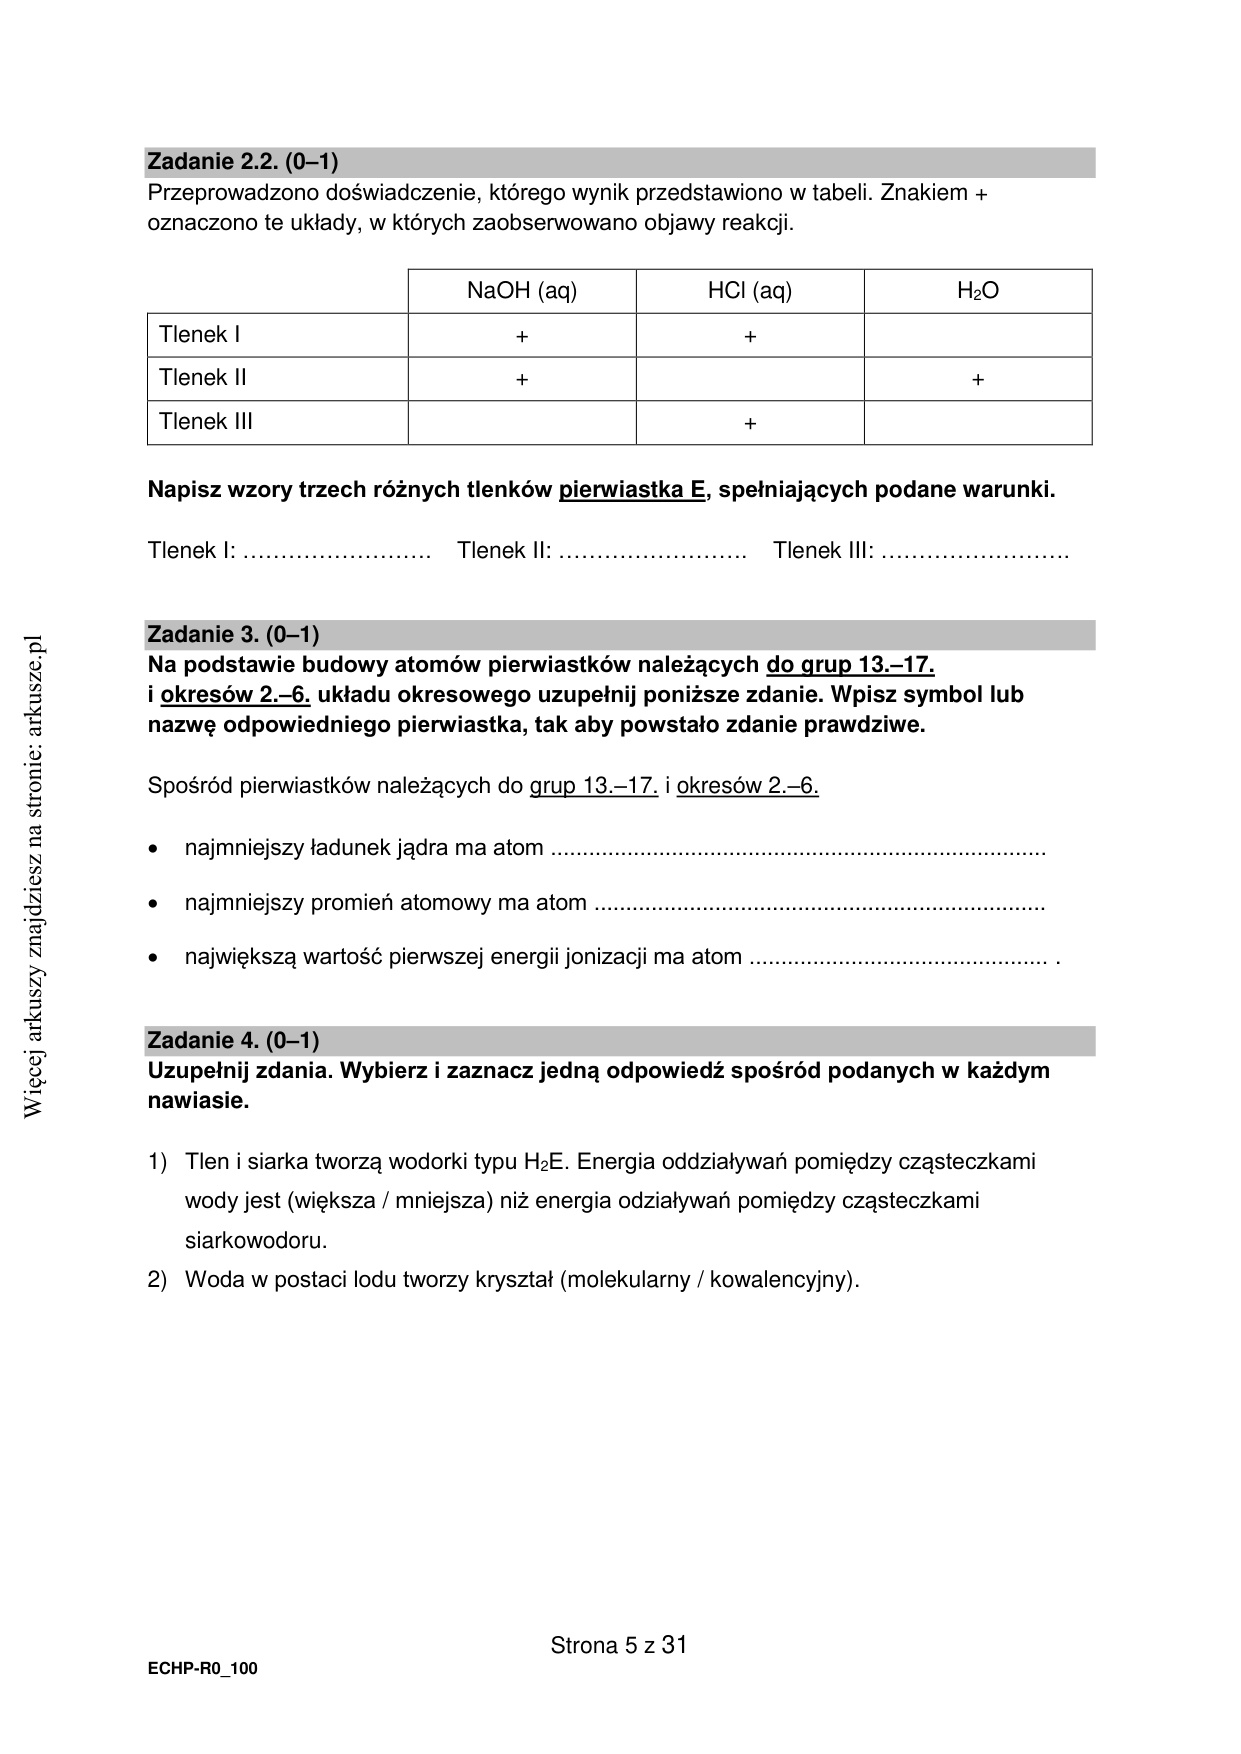 Zadanie 2.2. (0–1)
Przeprowadzono doświadczenie, którego wynik przedstawiono w tabeli. Znakiem +
oznaczono te układy, w których zaobserwowano objawy reakcji.
NaOH (aq) HCl (aq) H₂O
Tlenek I + +
Tlenek II + +
Tlenek III +
Napisz wzory trzech różnych tlenków pierwiastka E, spełniających podane warunki.
Tlenek I: ……………………. Tlenek II: ……………………. Tlenek III: …………………….
Zadanie 3. (0–1)
Na podstawie budowy atomów pierwiastków należących do grup 13.–17.
i okresów 2.–6. układu okresowego uzupełnij poniższe zdanie. Wpisz symbol lub
nazwę odpowiedniego pierwiastka, tak aby powstało zdanie prawdziwe.
Spośród pierwiastków należących do grup 13.–17. i okresów 2.–6.
• najmniejszy ładunek jądra ma atom ..............................................................................
• najmniejszy promień atomowy ma atom .......................................................................
• największą wartość pierwszej energii jonizacji ma atom ............................................... .
Zadanie 4. (0–1)
Uzupełnij zdania. Wybierz i zaznacz jedną odpowiedź spośród podanych w każdym
nawiasie.
1) Tlen i siarka tworzą wodorki typu H₂E. Energia oddziaływań pomiędzy cząsteczkami
wody jest (większa / mniejsza) niż energia odziaływań pomiędzy cząsteczkami
siarkowodoru.
2) Woda w postaci lodu tworzy kryształ (molekularny / kowalencyjny).
Strona 5 z 31
ECHP-R0_100
Więcej arkuszy znajdziesz na stronie: arkusze.pl